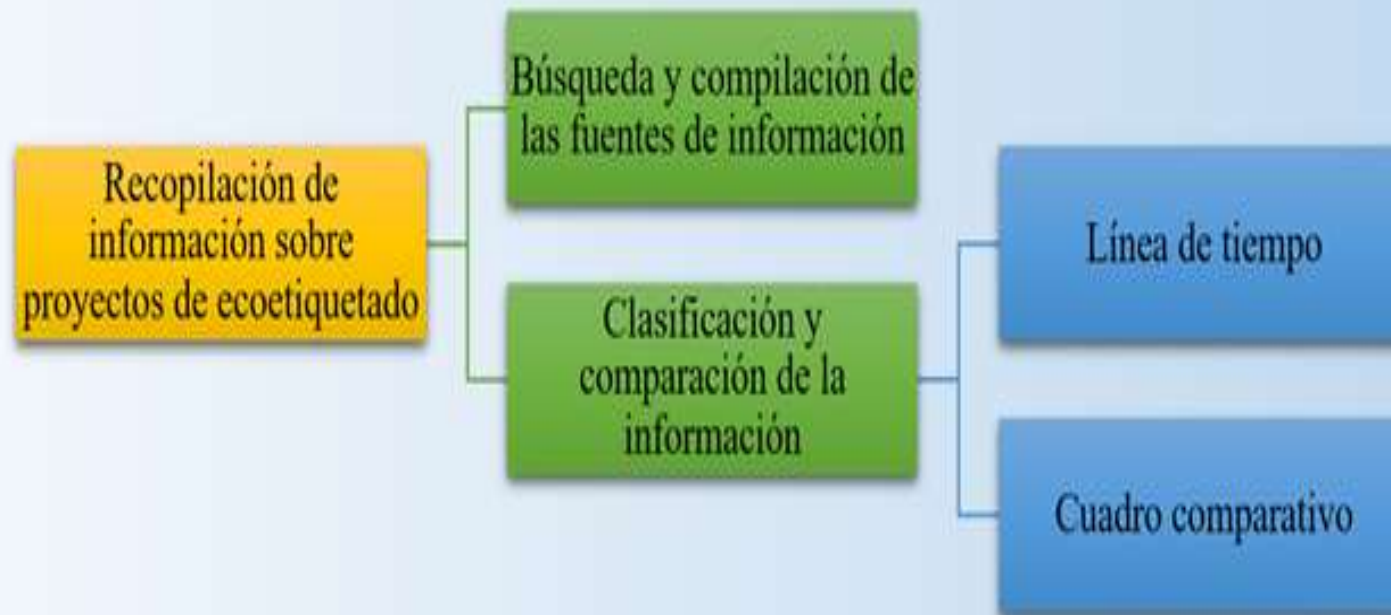 Recopilación de
información sobre
proyectos de ecoetiquetado
Búsqueda y compilación de
las fuentes de información
Clasificación y
comparación de la
información
Línea de tiempo
Cuadro comparativo